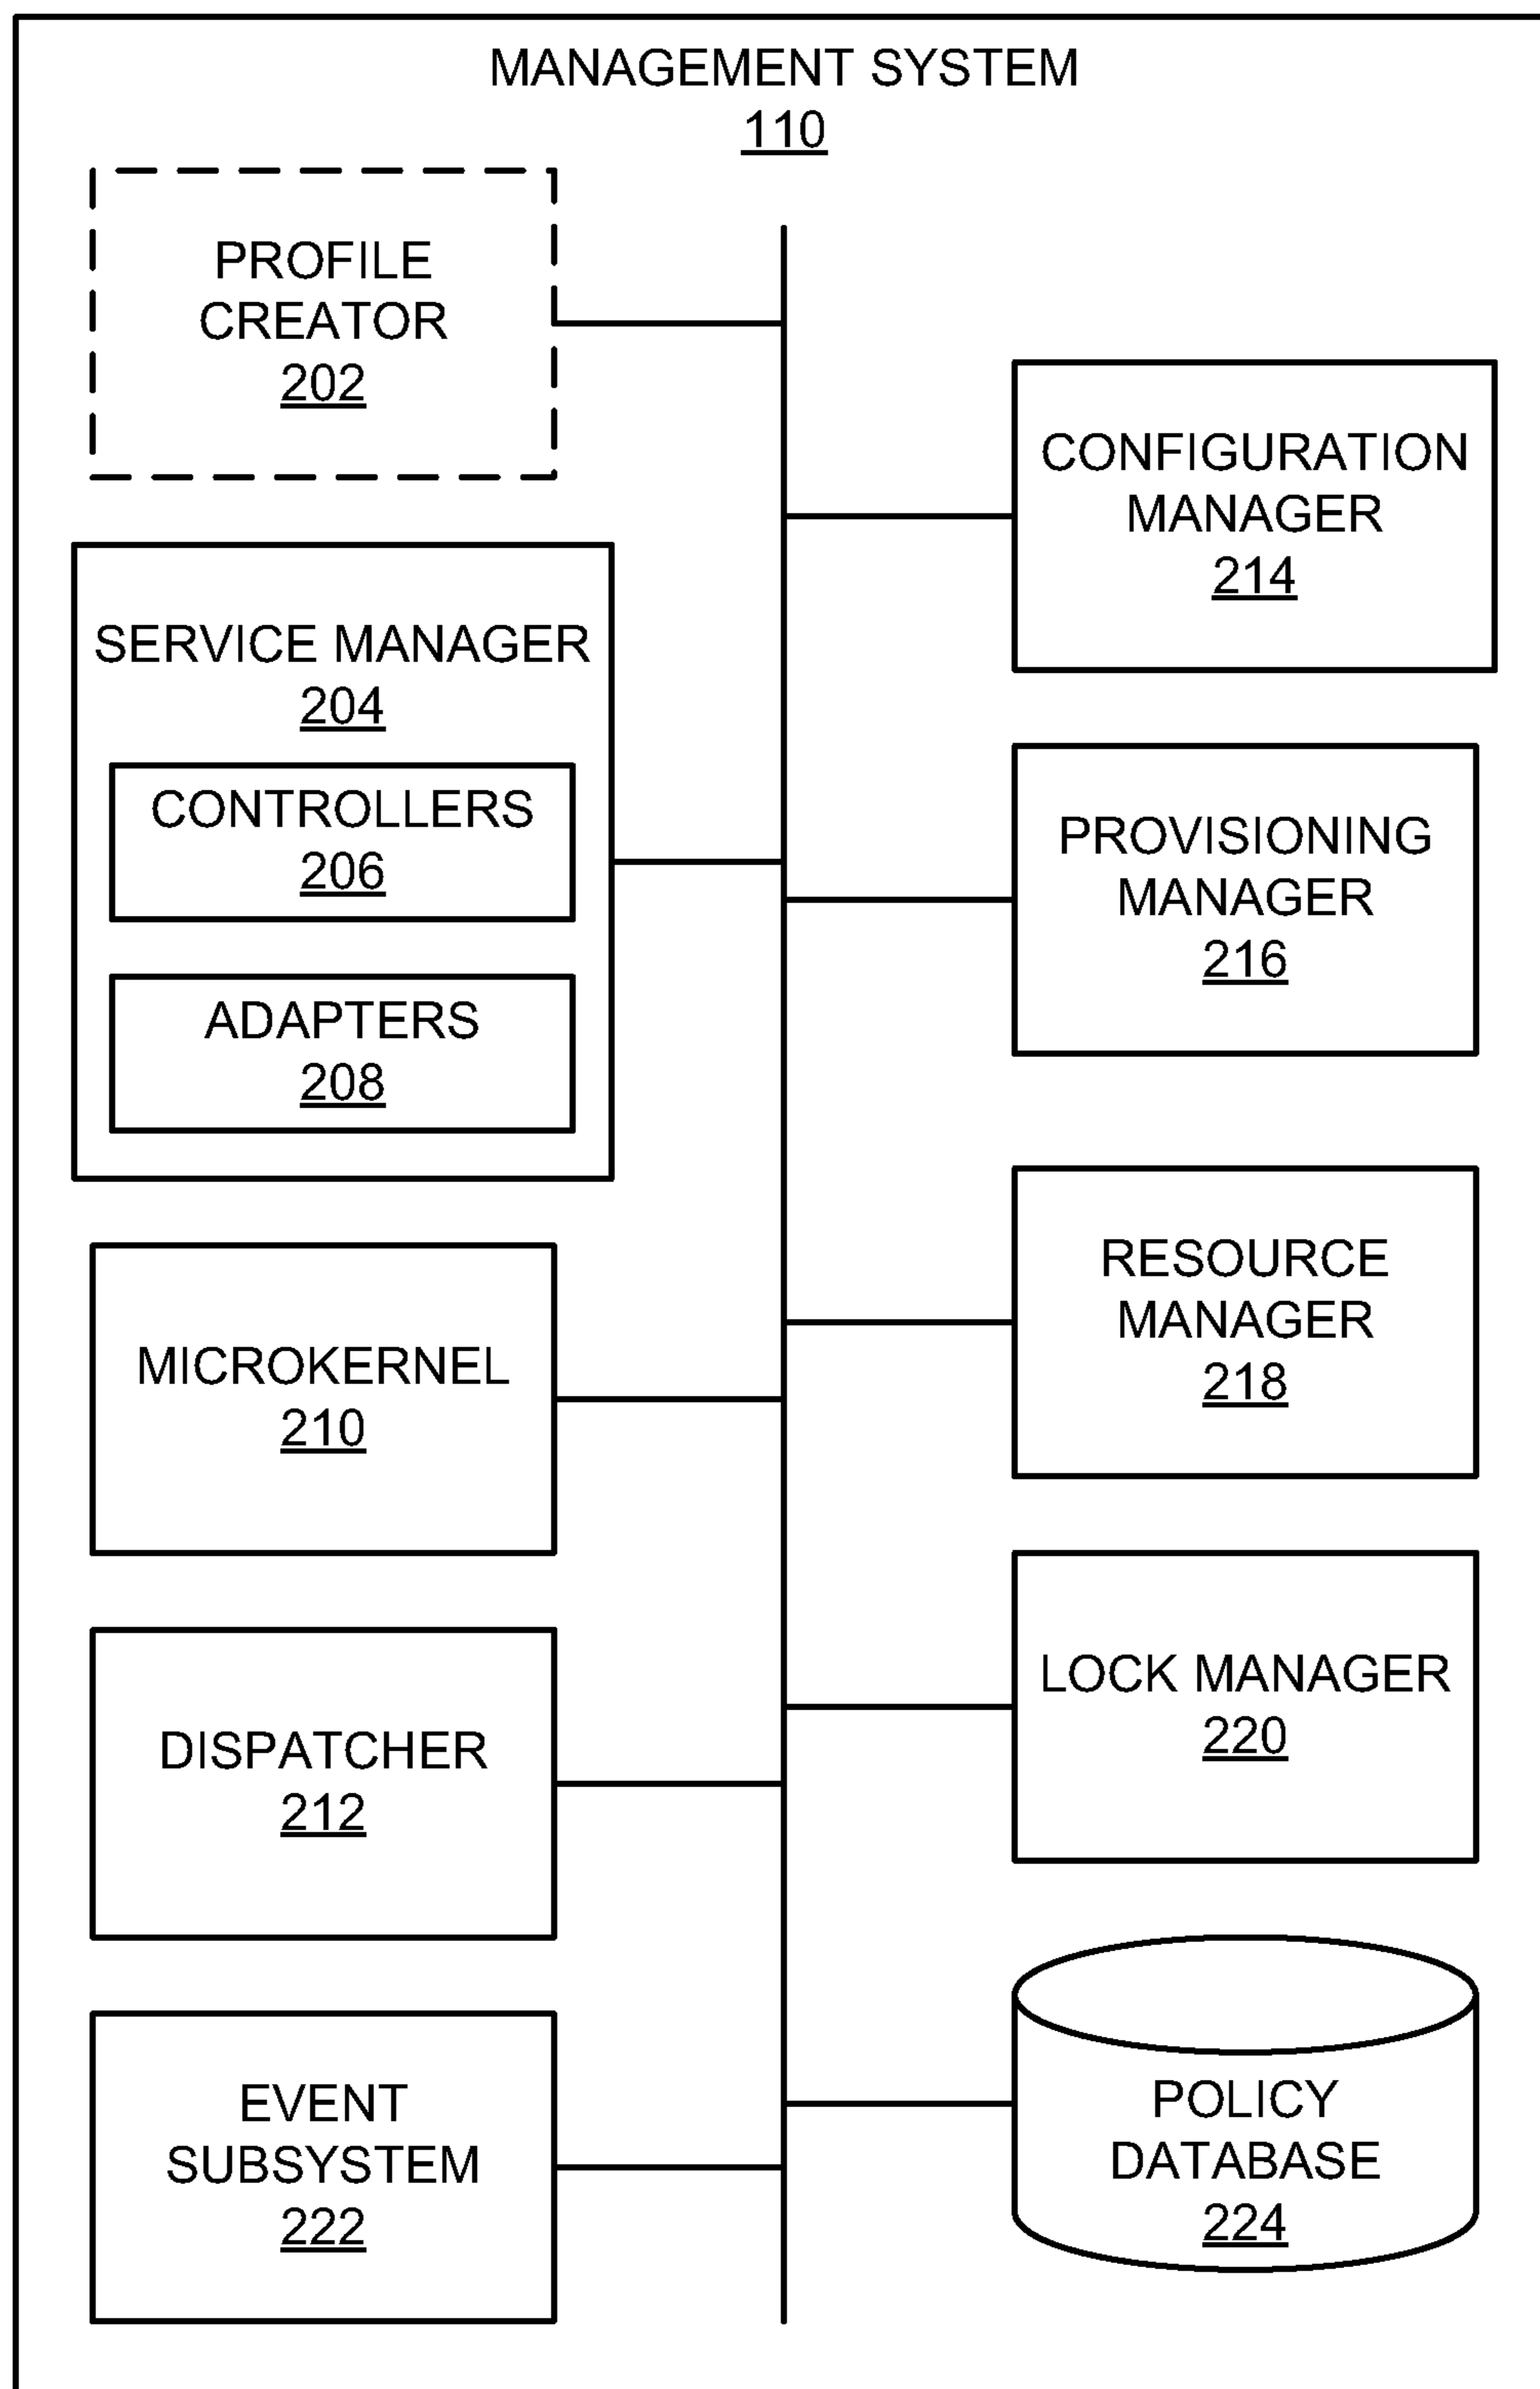 MANAGEMENT SYSTEM
110
PROFILE
CREATOR
202
SERVICE MANAGER
204
CONTROLLERS
206
ADAPTERS
208
MICROKERNEL
210
DISPATCHER
212
EVENT
SUBSYSTEM
222
CONFIGURATION
MANAGER
214
PROVISIONING
MANAGER
216
RESOURCE
MANAGER
218
LOCK MANAGER
220
POLICY
DATABASE
224